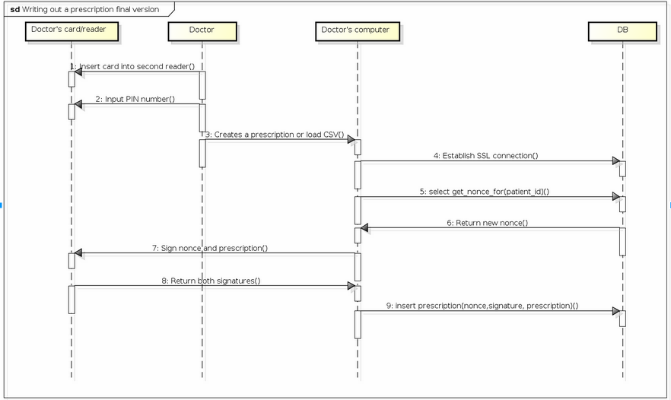 sd Writing out a prescription final version
Doctor's card/reader
Doctor
Doctor's computer
DB
1: Insert card into second reader()
2: Input PIN number()
3: Creates a prescription or load CSV()
4: Establish SSL connection()
5: select get_nonce_for(patient_id)()
6: Return new nonce()
7: Sign nonce and prescription()
8: Return both signatures()
9: insert prescription(nonce,signature, prescription)()